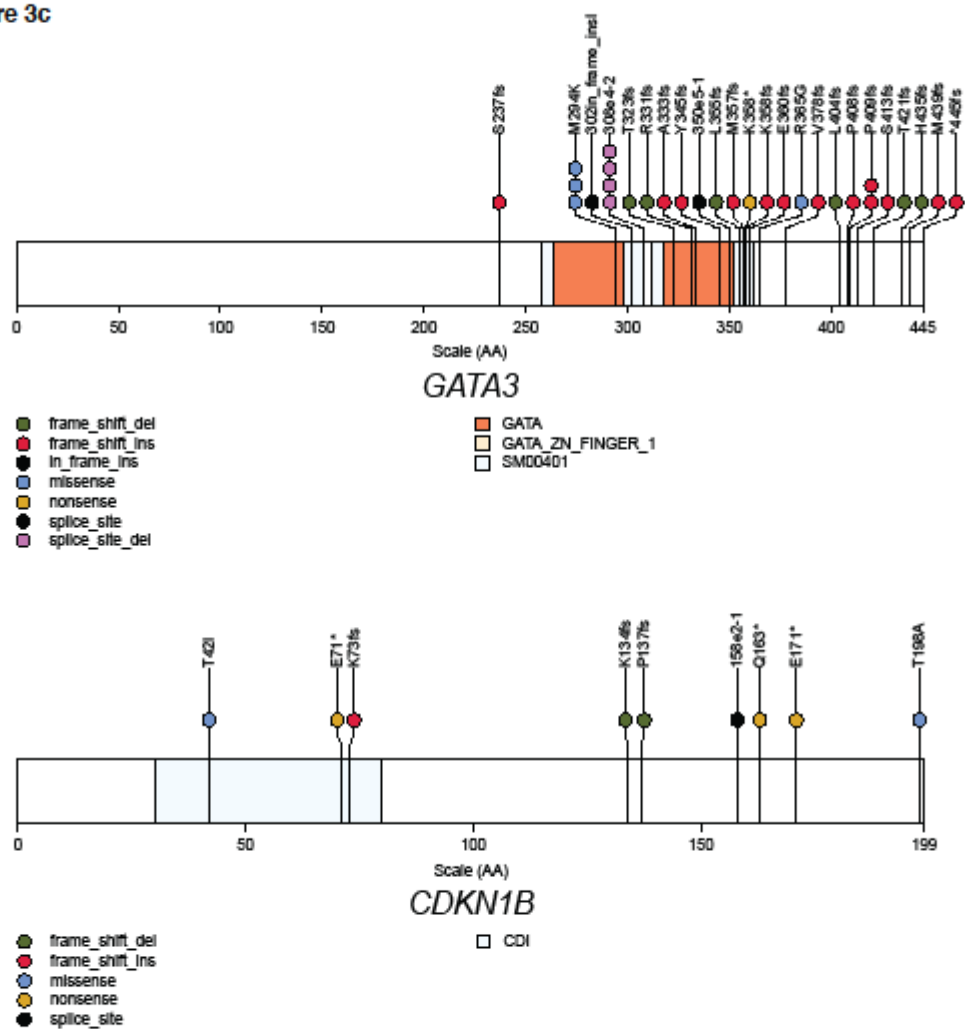 re 3c
S237fs
M294K
302in_frame_insI
308e4-2
T323fs
R331fs
A333fs
Y345fs
350e5-1
L355fs
M357fs
K358*
K358fs
E360fs
R365G
V378fs
L404fs
P408fs
P409fs
S413fs
T421fs
H435fs
M439fs
*445fs
0 50 100 150 200 250 300 350 400 445
Scale (AA)
GATA3
frame_shift_del
frame_shift_ins
in_frame_ins
missense
nonsense
splice_site
splice_site_del
GATA
GATA_ZN_FINGER_1
SM00401
T42I
E71*
K73fs
K134fs
P137fs
158e2-1
Q163*
E171*
T198A
0 50 100 150 199
Scale (AA)
CDKN1B
frame_shift_del
frame_shift_ins
missense
nonsense
splice_site
CDI